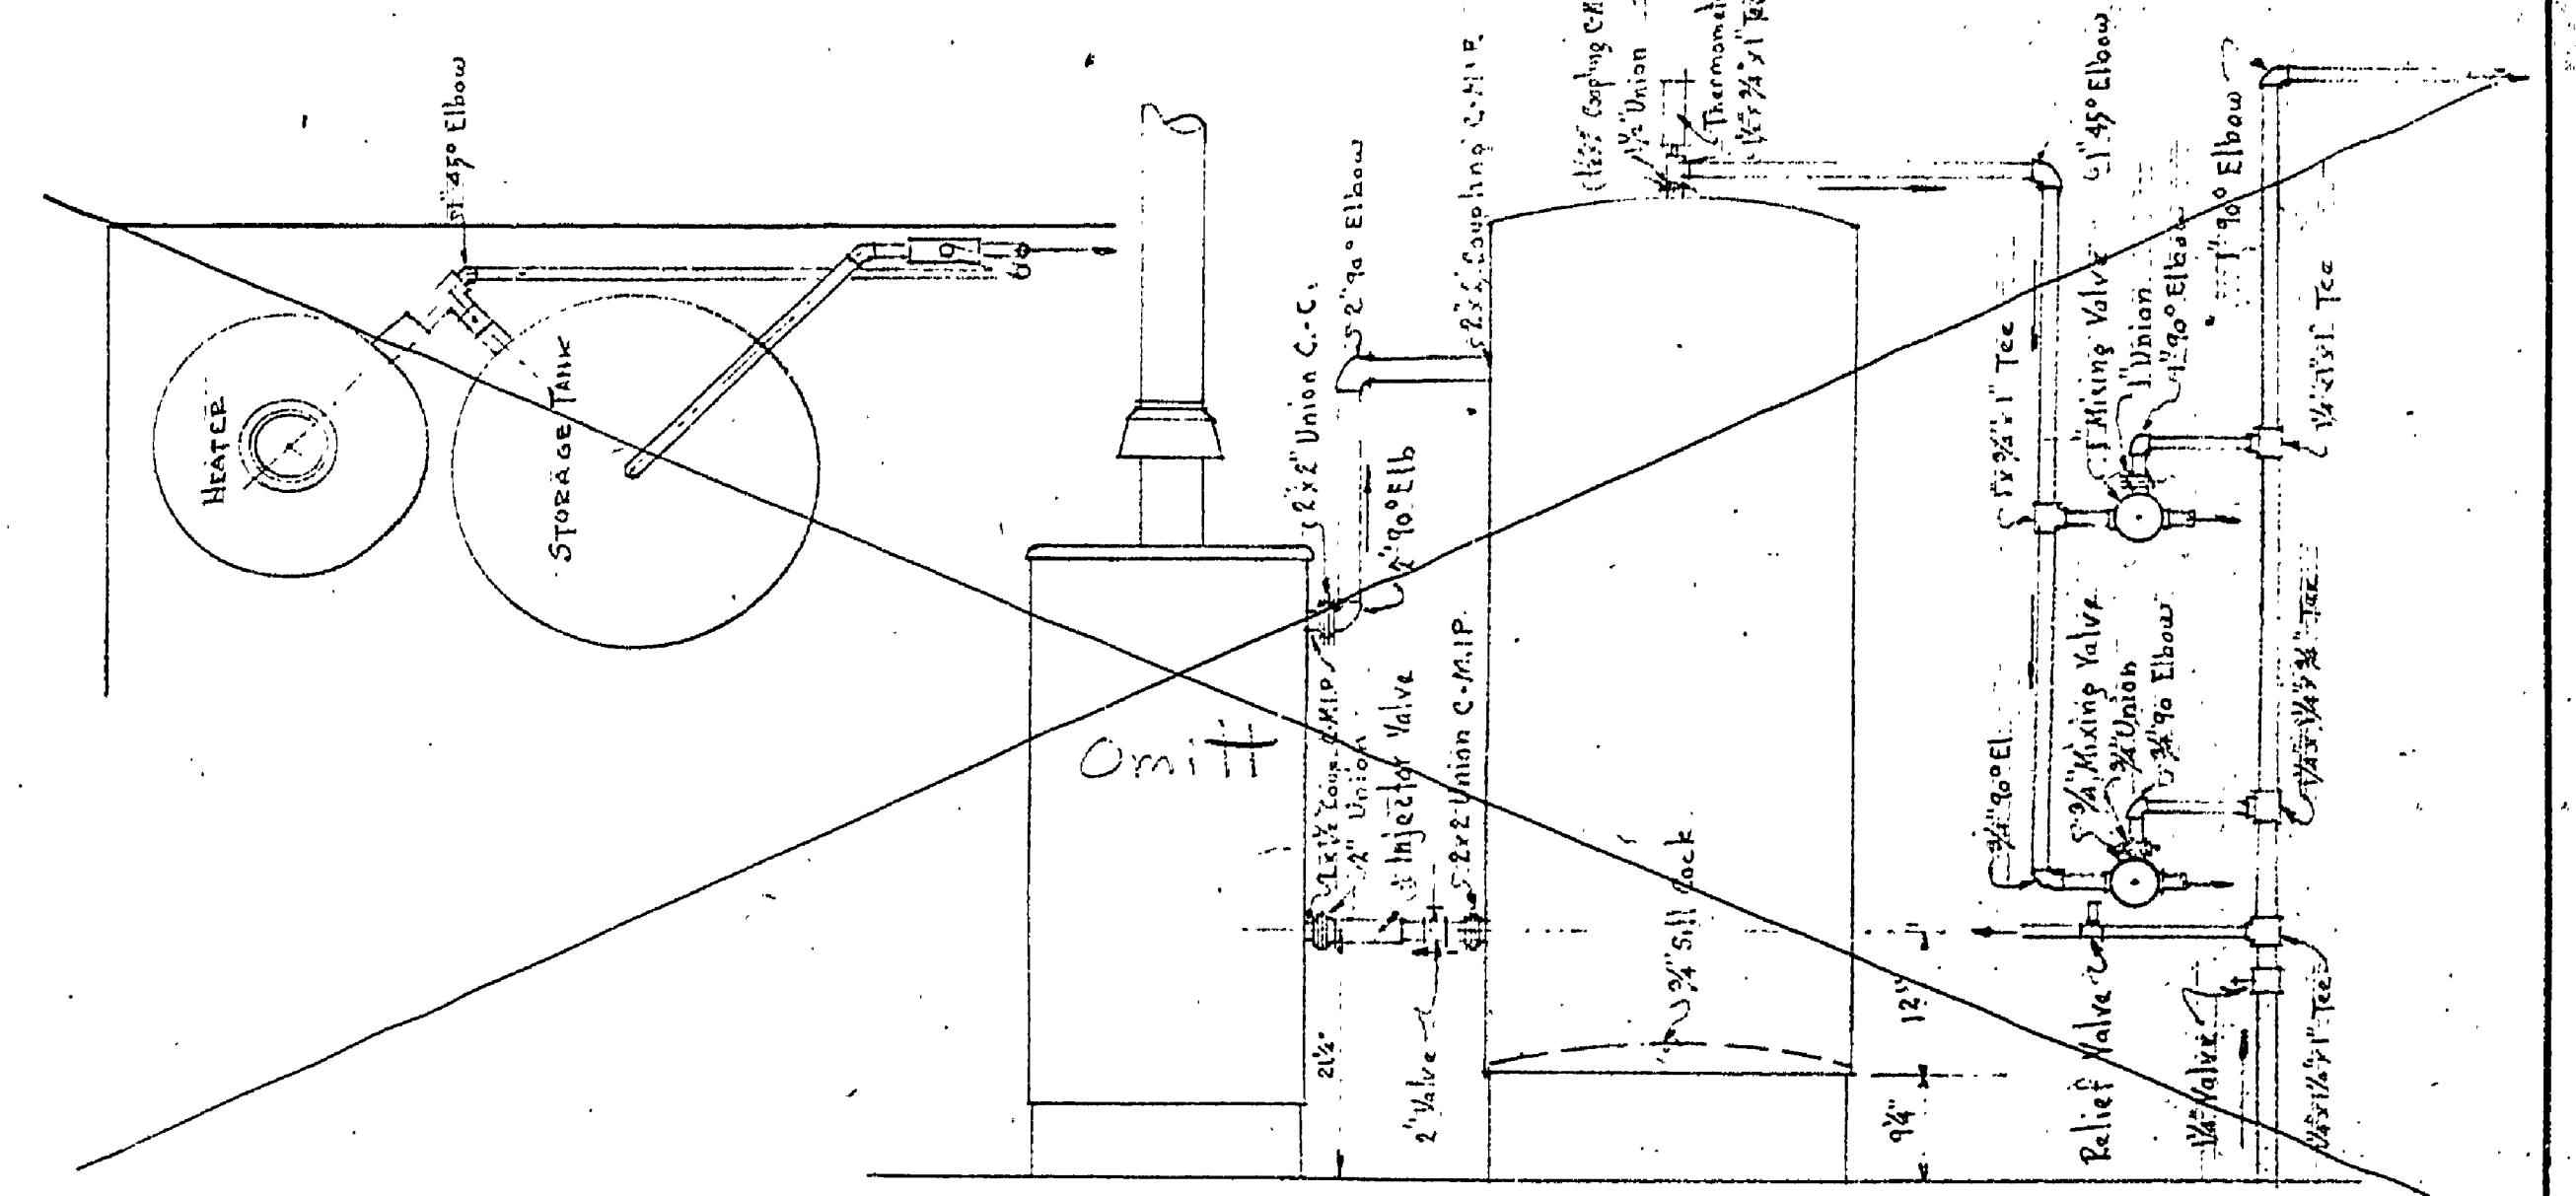 1" 45° Elbow
HEATER
STORAGE TANK
2"x2" Union C.-C.
2" 90° Elbow
2" 90° Elb
2"x2" Coupling C.-M.I.P.
Coupling
1½" Union
1" 45° Elbow
1" 90° Elbow
1" Mixing Valve
1" Union
1" 90° Elbow
1"x¾"x1" Tee
1¼"x1"x1" Tee
Omitt
2" Union
Injector Valve
2x2 Union C-M.I.P.
¾" Sill Cock
¾" 90° El.
¾" Mixing Valve
¾" Union
¾" 90 Elbow
1¼"x1¼"x¾" Tee
21½"
2" Valve
12"
9¼"
Relief Valve
1¼" Valve
1¼"x1¼"x1" Tee